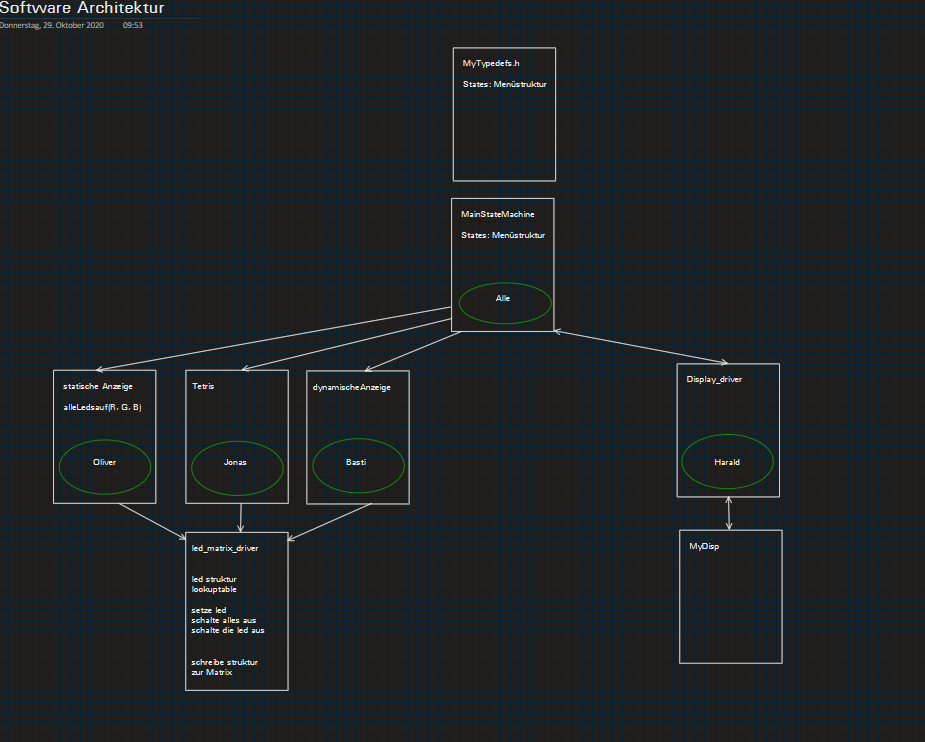 Software Architektur
Donnerstag, 29. Oktober 2020 09:53
MyTypedefs.h
States: Menüstruktur
MainStateMachine
States: Menüstruktur
Alle
statische Anzeige
alleLedsauf(R, G, B)
Oliver
Tetris
Jonas
dynamischeAnzeige
Basti
Display_driver
Harald
led_matrix_driver
led struktur
lookuptable
setze led
schalte alles aus
schalte die led aus
schreibe struktur
zur Matrix
MyDisp